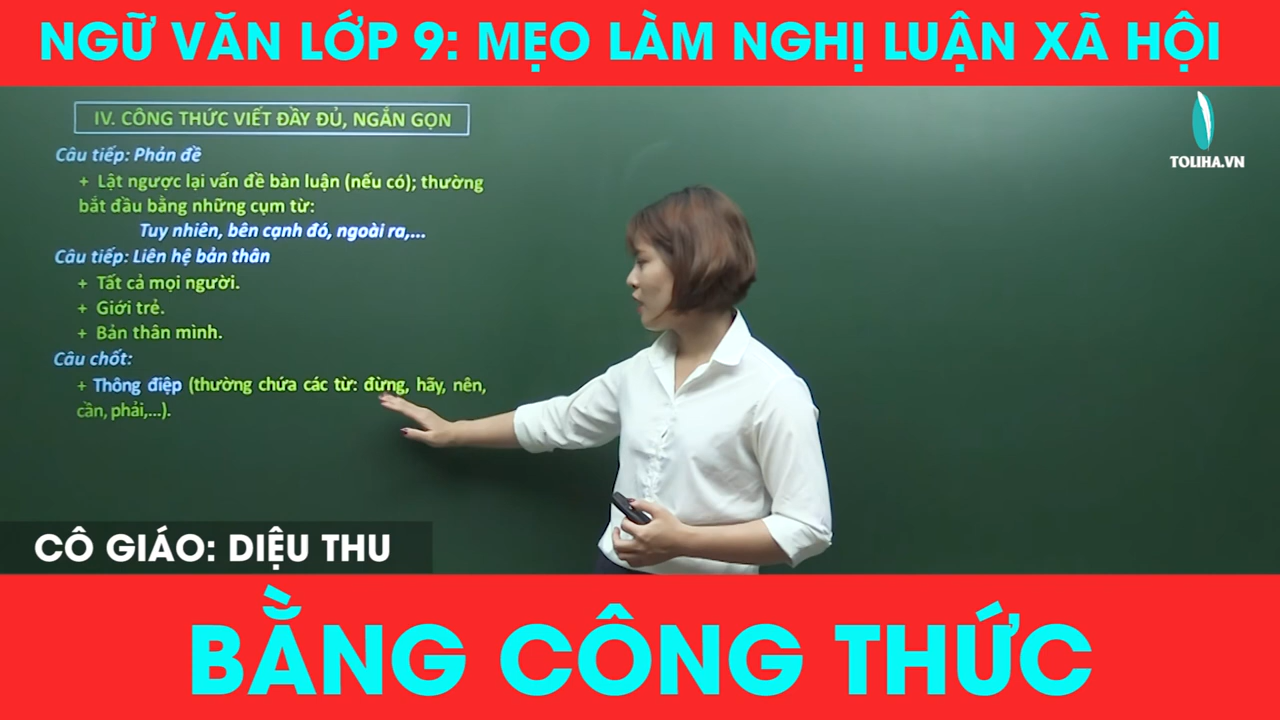 NGỮ VĂN LỚP 9: MẸO LÀM NGHỊ LUẬN XÃ HỘI
IV. CÔNG THỨC VIẾT ĐẦY ĐỦ, NGẮN GỌN
TOLIHA.VN
Câu tiếp: Phản đề
+ Lật ngược lại vấn đề bàn luận (nếu có); thường
bắt đầu bằng những cụm từ:
Tuy nhiên, bên cạnh đó, ngoài ra,...
Câu tiếp: Liên hệ bản thân
+ Tất cả mọi người.
+ Giới trẻ.
+ Bản thân mình.
Câu chốt:
+ Thông điệp (thường chứa các từ: đừng, hãy, nên,
cần, phải,...).
CÔ GIÁO: DIỆU THU
BẰNG CÔNG THỨC